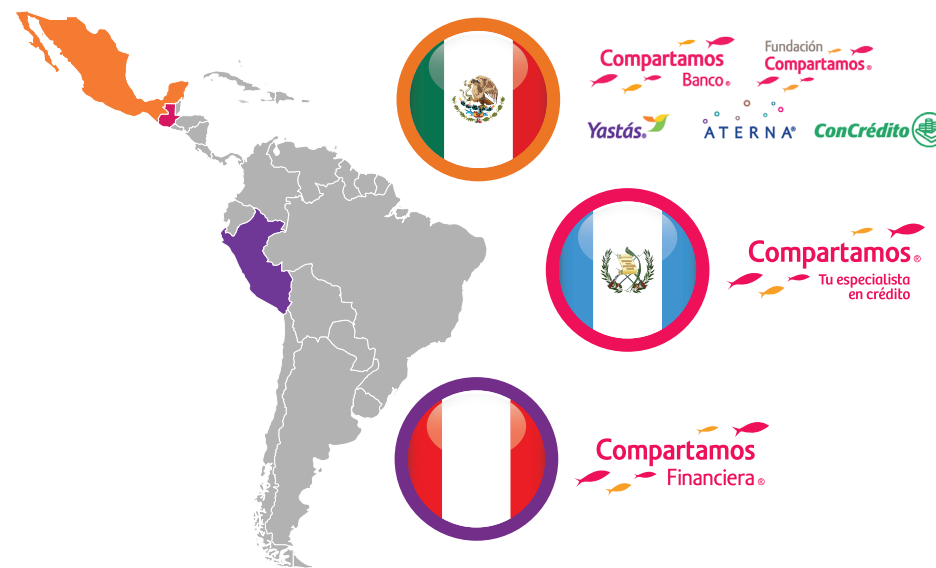 Compartamos
Banco®
Fundación
Compartamos®
Yastás®
ATERNA®
ConCrédito
Compartamos®
Tu especialista
en crédito
Compartamos
Financiera®